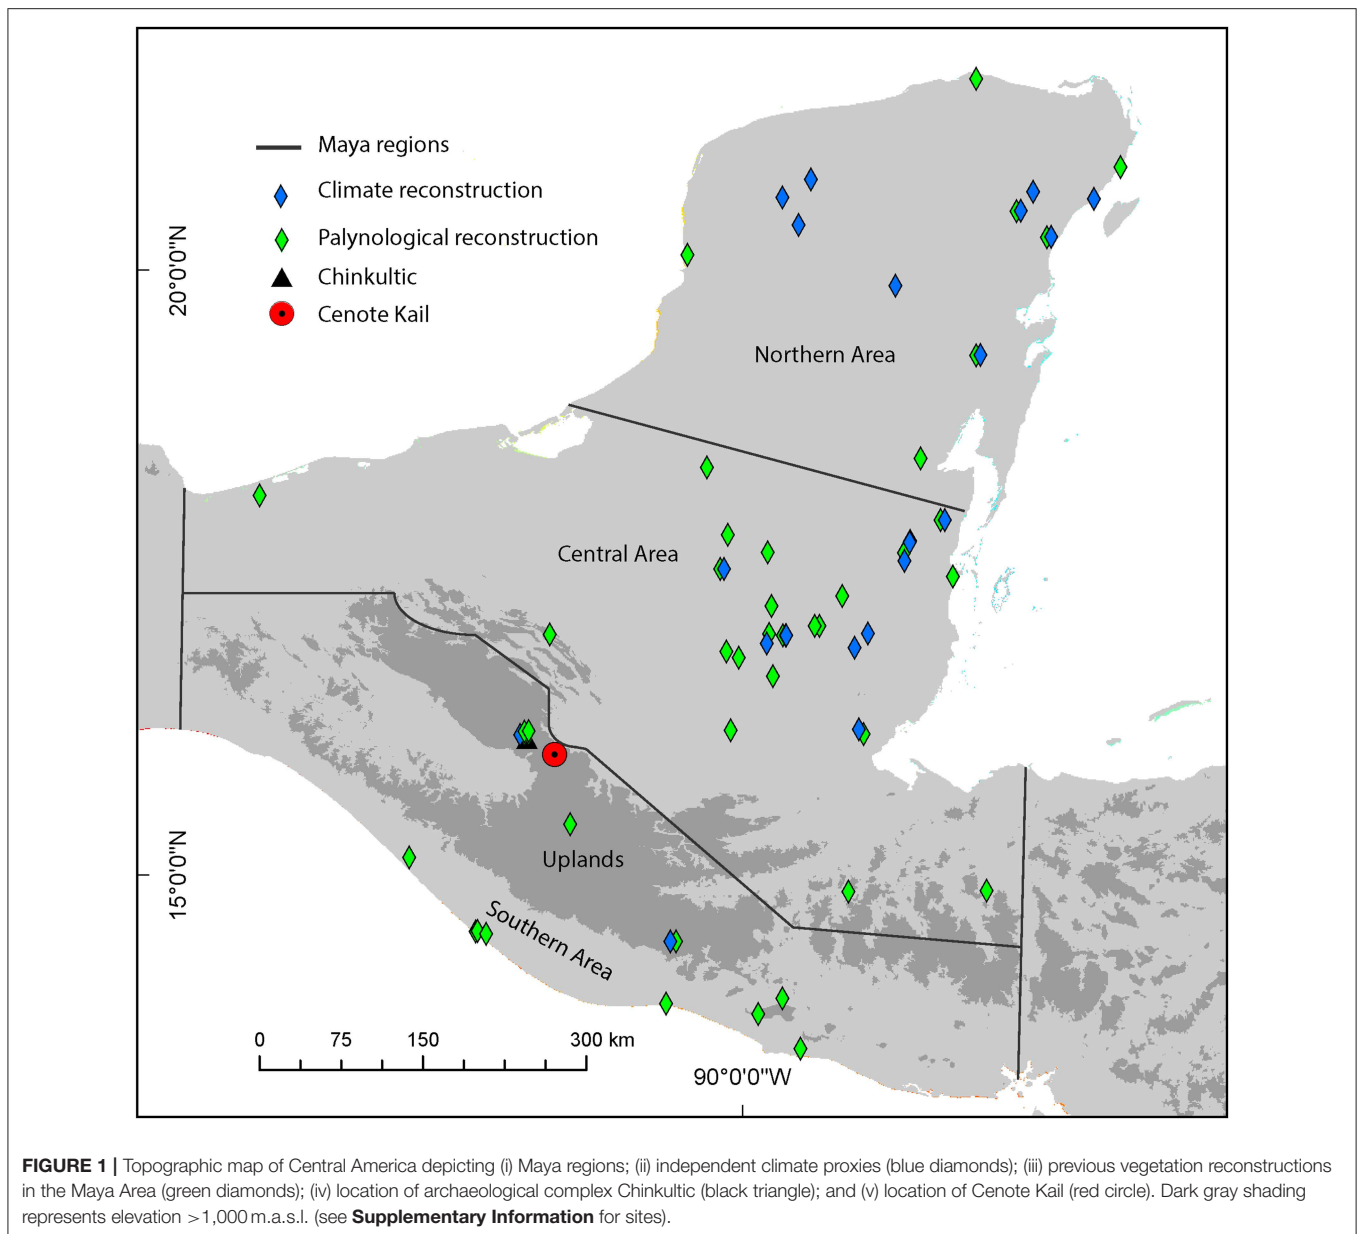 Maya regions
Climate reconstruction
Palynological reconstruction
Chinkultic
Cenote Kail
20°0'0"N
Northern Area
Central Area
15°0'0"N
Uplands
Southern Area
0 75 150 300 km
90°0'0"W
FIGURE 1 | Topographic map of Central America depicting (i) Maya regions; (ii) independent climate proxies (blue diamonds); (iii) previous vegetation reconstructions
in the Maya Area (green diamonds); (iv) location of archaeological complex Chinkultic (black triangle); and (v) location of Cenote Kail (red circle). Dark gray shading
represents elevation >1,000 m.a.s.l. (see Supplementary Information for sites).